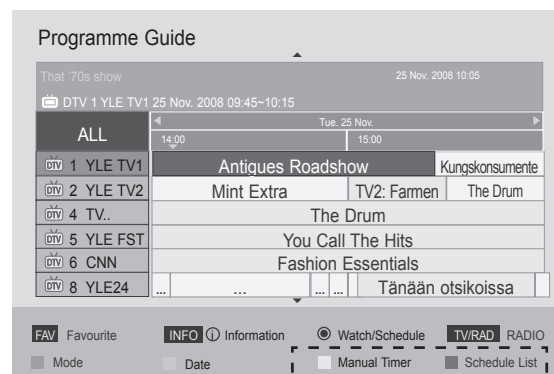 Programme Guide
That '70s show 25 Nov. 2008 10:05
DTV 1 YLE TV1 25 Nov. 2008 09:45~10:15
ALL Tue. 25 Nov.
14:00 15:00
DTV 1 YLE TV1 Antigues Roadshow Kungskonsumente
DTV 2 YLE TV2 Mint Extra TV2: Farmen The Drum
DTV 4 TV.. The Drum
DTV 5 YLE FST You Call The Hits
DTV 6 CNN Fashion Essentials
DTV 8 YLE24 ... ... ... ... Tänään otsikoissa
FAV Favourite INFO i Information Watch/Schedule TV/RAD RADIO
Mode Date Manual Timer Schedule List